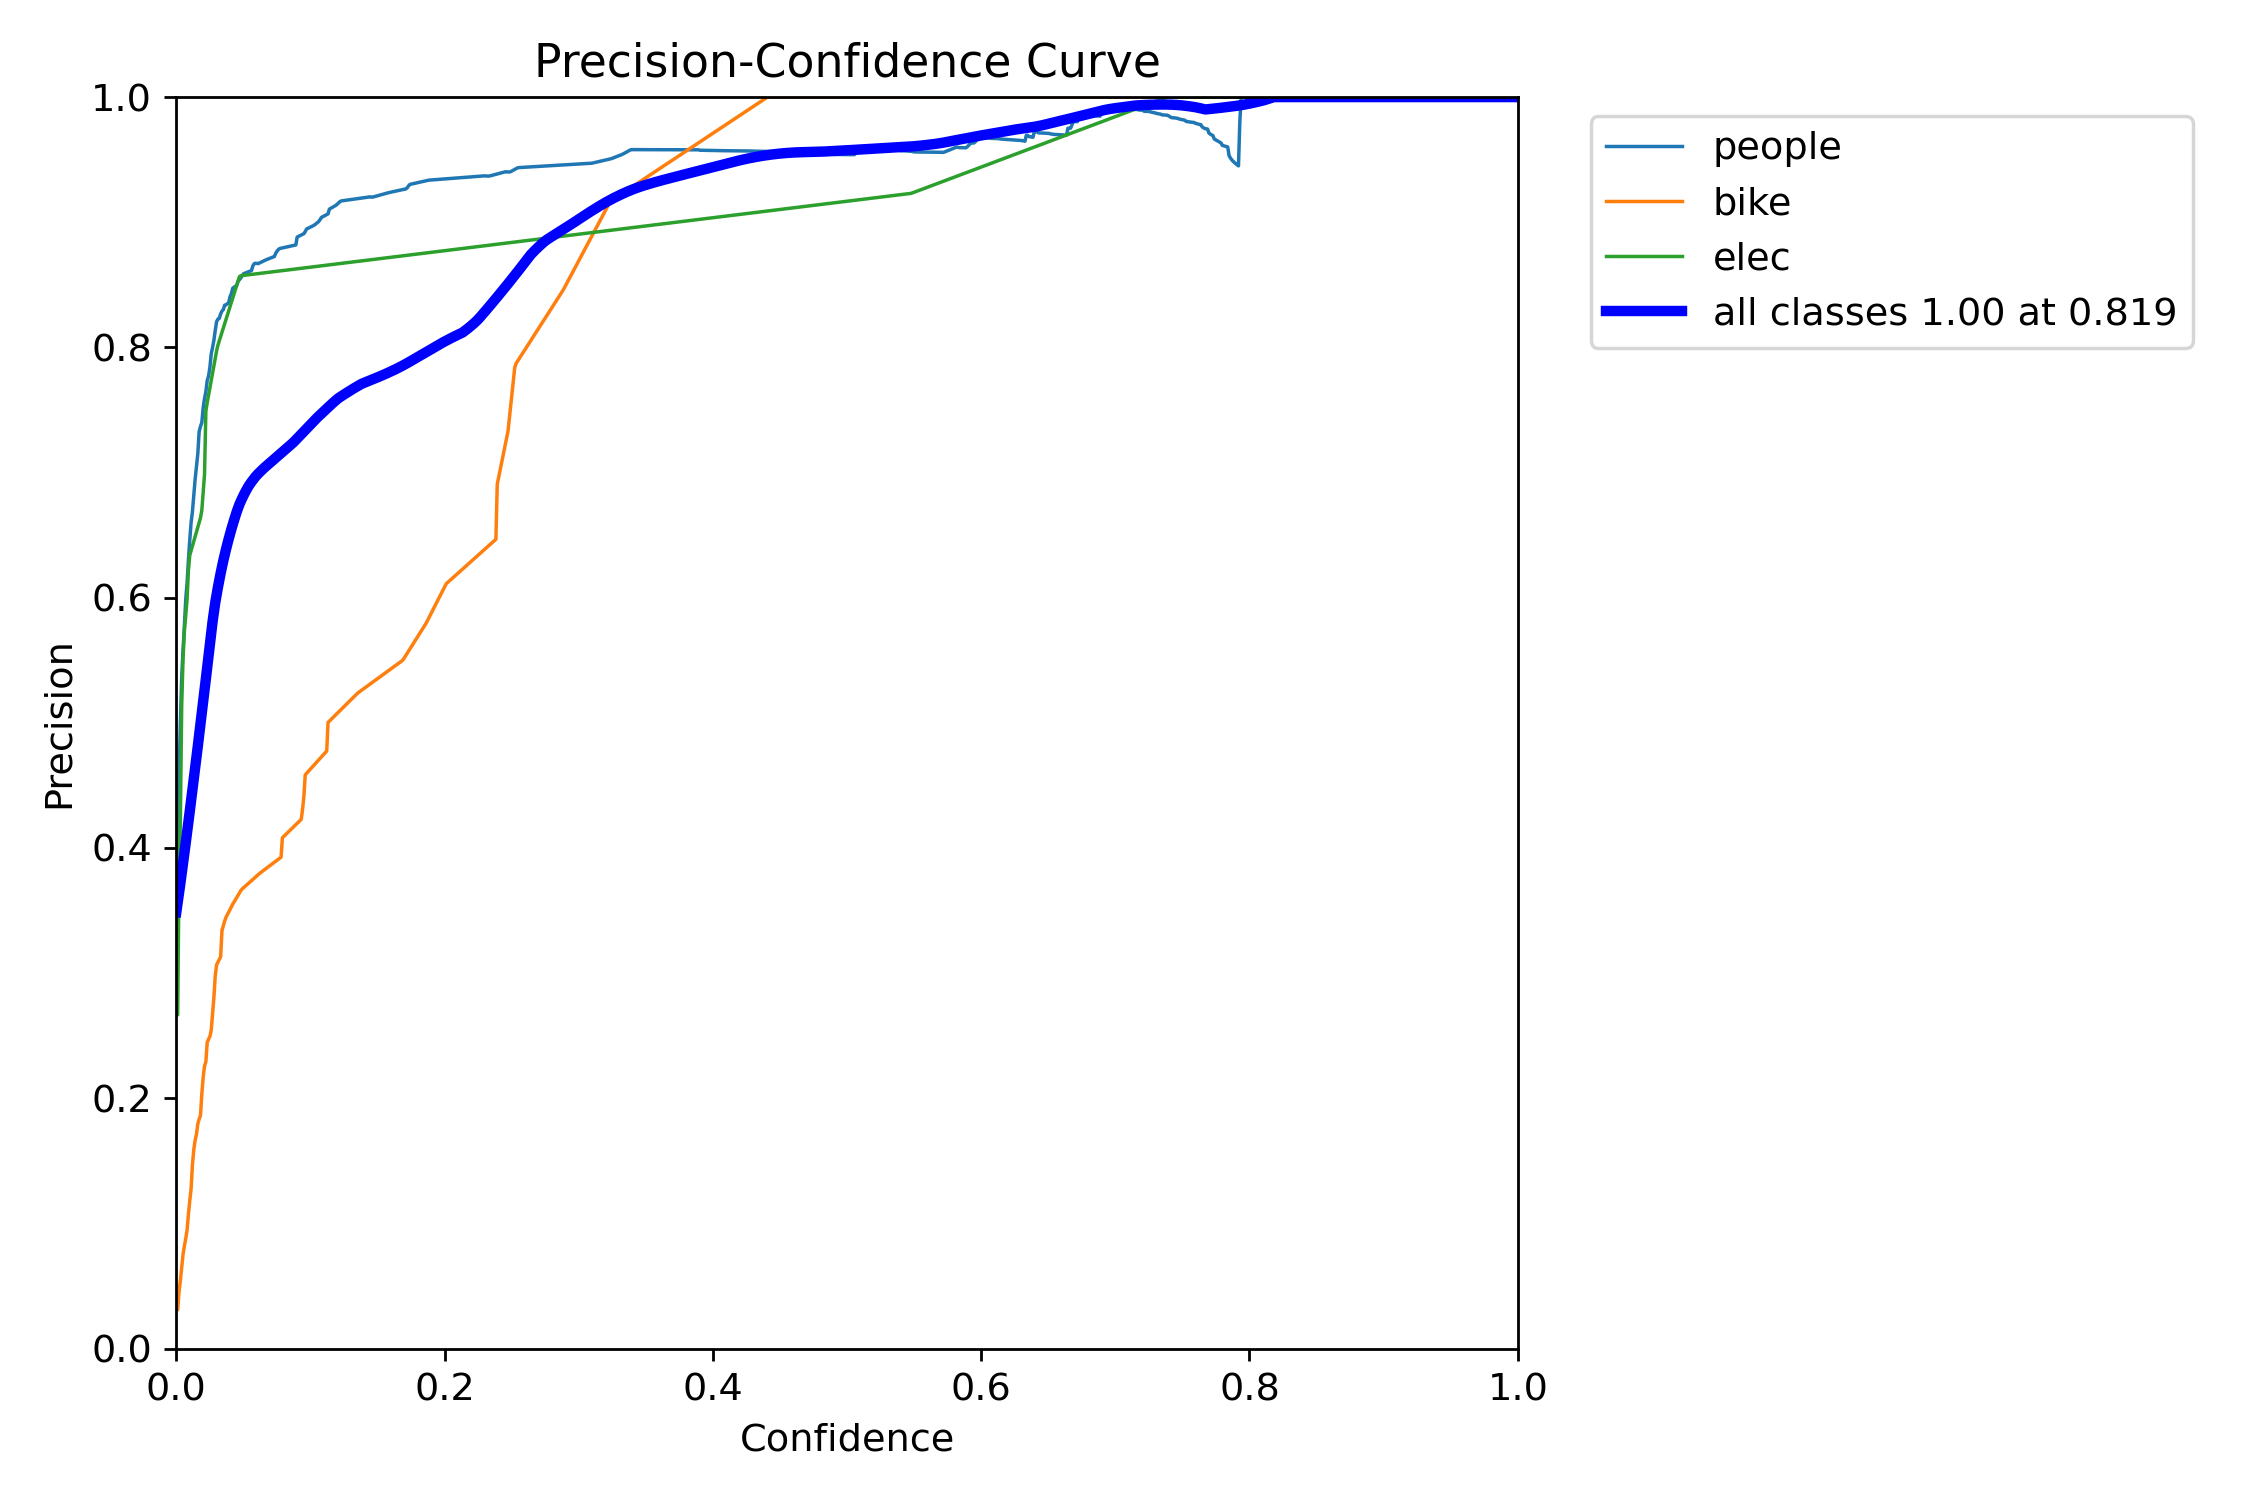 Precision-Confidence Curve
1.0
0.8
0.6
0.4
0.2
0.0
Precision
0.0 0.2 0.4 0.6 0.8 1.0
Confidence
people
bike
elec
all classes 1.00 at 0.819